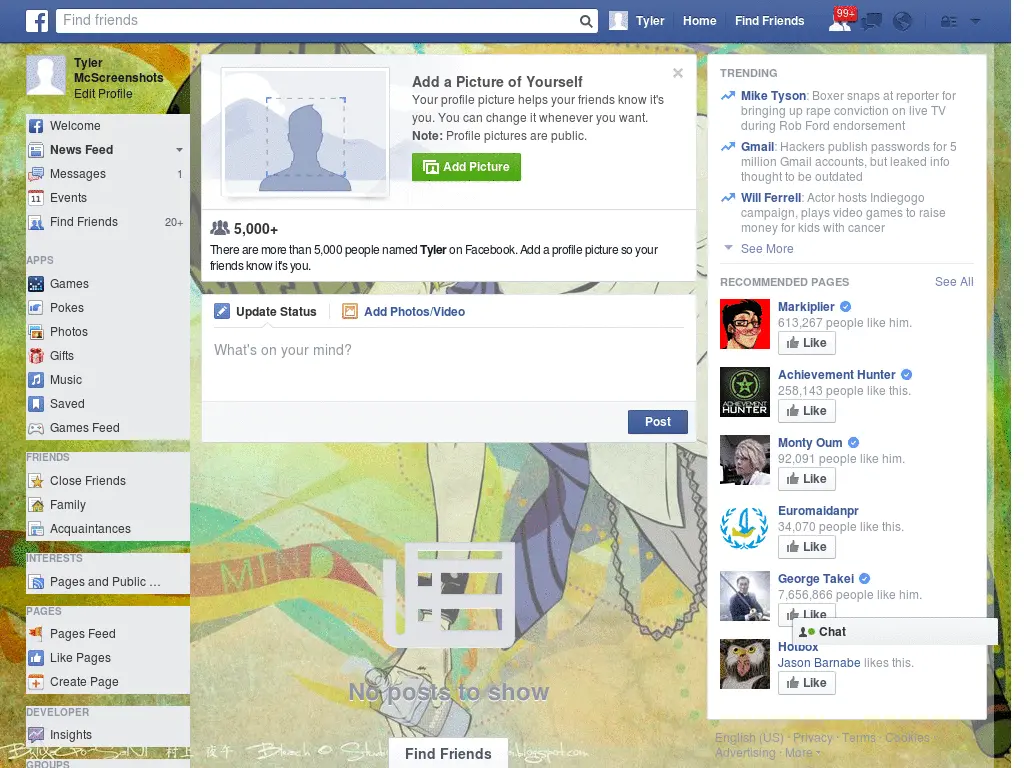 Find friends
Tyler
Home
Find Friends
99+
Tyler
McScreenshots
Edit Profile
Welcome
News Feed
Messages 1
Events
Find Friends 20+
APPS
Games
Pokes
Photos
Gifts
Music
Saved
Games Feed
FRIENDS
Close Friends
Family
Acquaintances
INTERESTS
Pages and Public ...
PAGES
Pages Feed
Like Pages
Create Page
DEVELOPER
Insights
GROUPS
Add a Picture of Yourself
Your profile picture helps your friends know it's
you. You can change it whenever you want.
Note: Profile pictures are public.
Add Picture
5,000+
There are more than 5,000 people named Tyler on Facebook. Add a profile picture so your
friends know it's you.
Update Status
Add Photos/Video
What's on your mind?
Post
MIND
No posts to show
Find Friends
TRENDING
Mike Tyson: Boxer snaps at reporter for
bringing up rape conviction on live TV
during Rob Ford endorsement
Gmail: Hackers publish passwords for 5
million Gmail accounts, but leaked info
thought to be outdated
Will Ferrell: Actor hosts Indiegogo
campaign, plays video games to raise
money for kids with cancer
See More
RECOMMENDED PAGES See All
Markiplier
613,267 people like him.
Like
ACHIEVEMENT
HUNTER
Achievement Hunter
258,143 people like this.
Like
Monty Oum
92,091 people like him.
Like
Euromaidanpr
34,070 people like this.
Like
George Takei
7,656,866 people like him.
Like
Chat
Hotbox
Jason Barnabe likes this.
Like
English (US) · Privacy · Terms · Cookies ·
Advertising · More